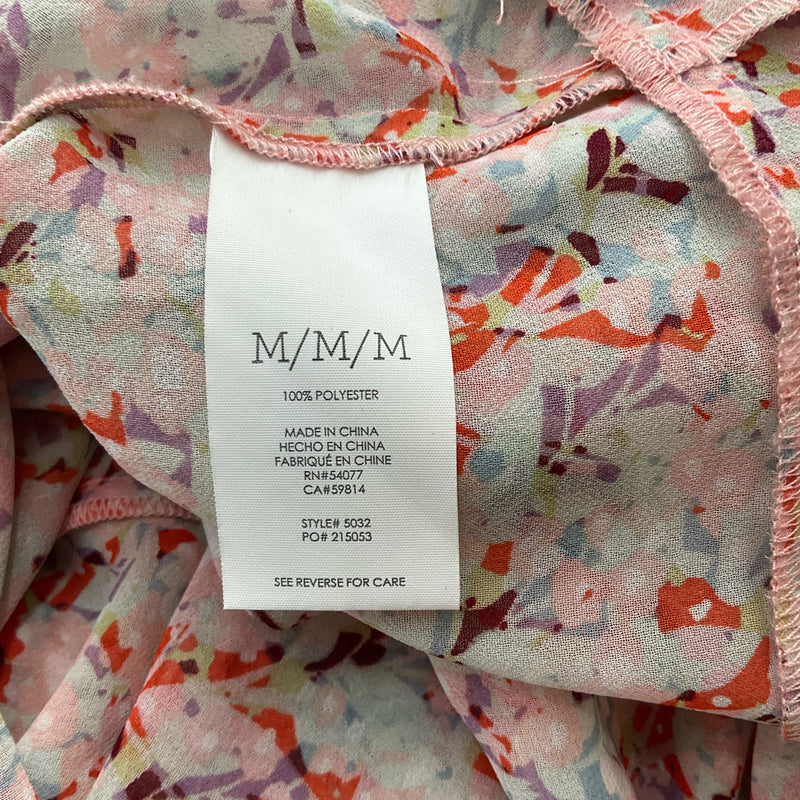 M/M/M
100% POLYESTER
MADE IN CHINA
HECHO EN CHINA
FABRIQUÉ EN CHINE
RN#54077
CA#59814
STYLE# 5032
PO# 215053
SEE REVERSE FOR CARE